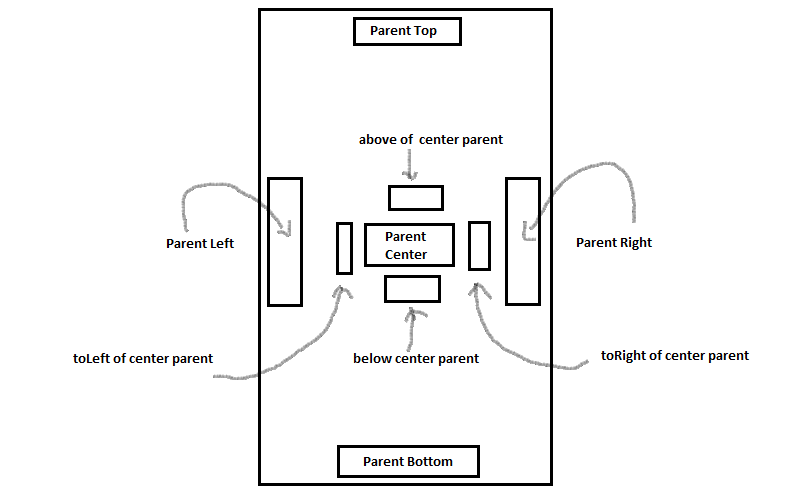 Parent Top
above of center parent
Parent Left
Parent
Center
Parent Right
toLeft of center parent
below center parent
toRight of center parent
Parent Bottom